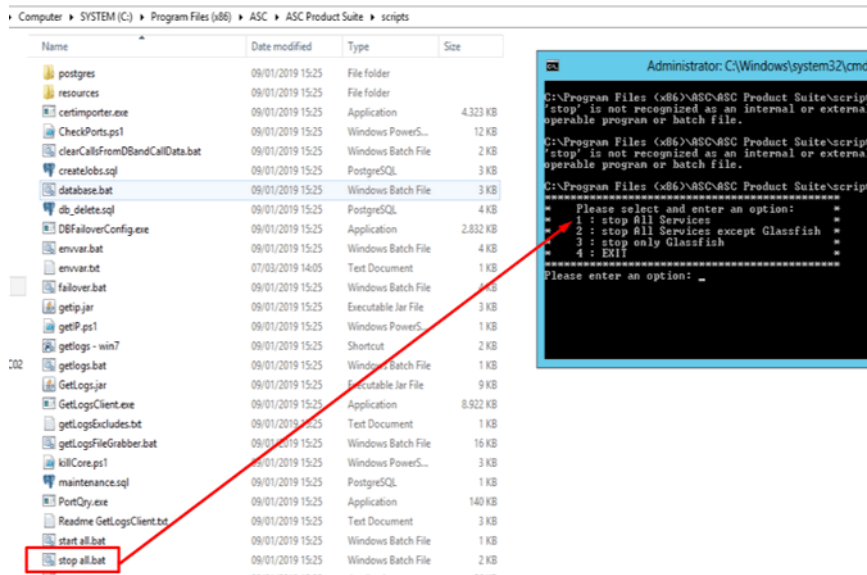 Computer ▸ SYSTEM (C:) ▸ Program Files (x86) ▸ ASC ▸ ASC Product Suite ▸ scripts
Name Date modified Type Size
postgres 09/01/2019 15:25 File folder
resources 09/01/2019 15:25 File folder
certimporter.exe 09/01/2019 15:25 Application 4.323 KB
CheckPorts.ps1 09/01/2019 15:25 Windows PowerS... 12 KB
clearCallsFromDBandCallData.bat 09/01/2019 15:25 Windows Batch File 2 KB
createJobs.sql 09/01/2019 15:25 PostgreSQL 3 KB
database.bat 09/01/2019 15:25 Windows Batch File 3 KB
db_delete.sql 09/01/2019 15:25 PostgreSQL 4 KB
DBFailoverConfig.exe 09/01/2019 15:25 Application 2.832 KB
envvar.bat 09/01/2019 15:25 Windows Batch File 4 KB
envvar.txt 07/03/2019 14:05 Text Document 1 KB
failover.bat 09/01/2019 15:25 Windows Batch File 4 KB
getip.jar 09/01/2019 15:25 Executable Jar File 3 KB
getIP.ps1 09/01/2019 15:25 Windows PowerS... 1 KB
getlogs - win7 09/01/2019 15:25 Shortcut 2 KB
C02
getlogs.bat 09/01/2019 15:25 Windows Batch File 1 KB
GetLogs.jar 09/01/2019 15:25 Executable Jar File 9 KB
GetLogsClient.exe 09/01/2019 15:25 Application 8.922 KB
getLogsExcludes.txt 09/01/2019 15:25 Text Document 1 KB
getLogsFileGrabber.bat 09/01/2019 15:25 Windows Batch File 16 KB
killCore.ps1 09/01/2019 15:25 Windows PowerS... 3 KB
maintenance.sql 09/01/2019 15:25 PostgreSQL 1 KB
PortQry.exe 09/01/2019 15:25 Application 140 KB
Readme GetLogsClient.txt 09/01/2019 15:25 Text Document 3 KB
start all.bat 09/01/2019 15:25 Windows Batch File 1 KB
stop all.bat 09/01/2019 15:25 Windows Batch File 2 KB
Administrator: C:\Windows\system32\cmd
C:\Program Files (x86)\ASC\ASC Product Suite\script
'stop' is not recognized as an internal or external
operable program or batch file.
C:\Program Files (x86)\ASC\ASC Product Suite\script
'stop' is not recognized as an internal or external
operable program or batch file.
C:\Program Files (x86)\ASC\ASC Product Suite\script
* Please select and enter an option: *
* 1 : stop All Services *
* 2 : stop All Services except Glassfish *
* 3 : stop only Glassfish *
* 4 : EXIT *
Please enter an option: _